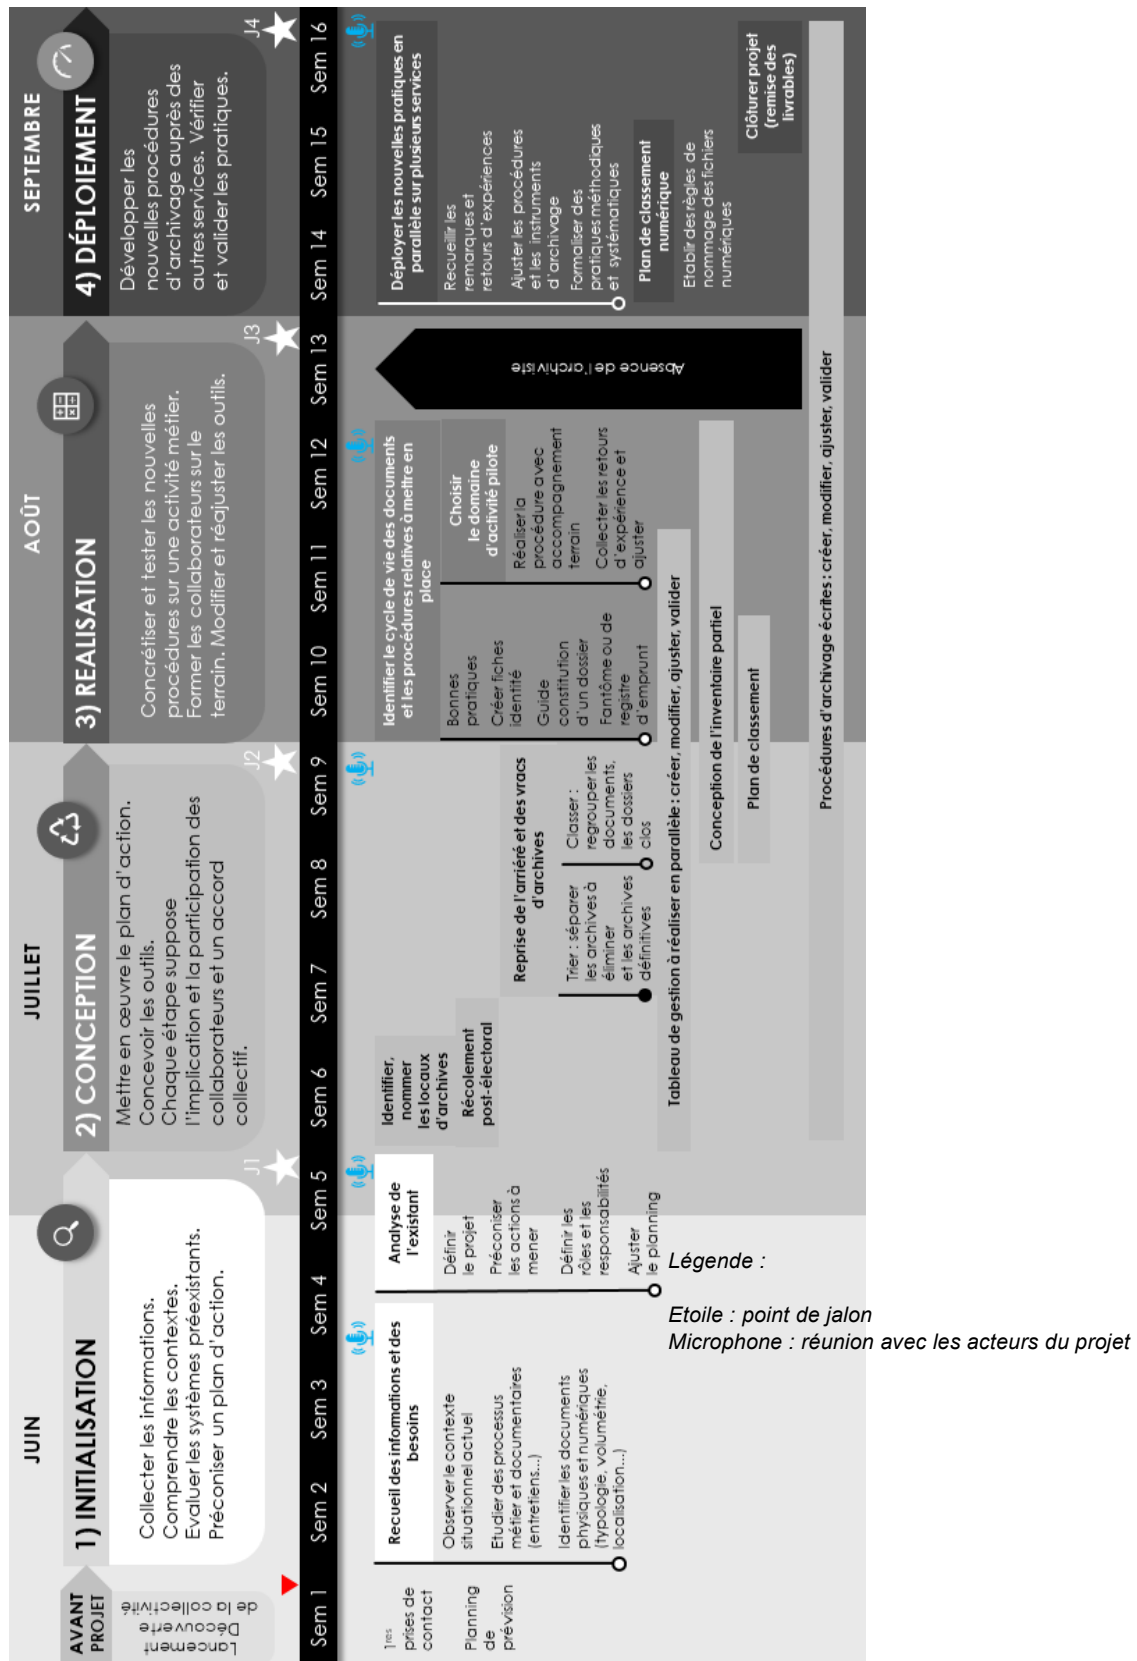 JUIN
JUILLET
AOÛT
SEPTEMBRE
AVANT
PROJET
1) INITIALISATION
2) CONCEPTION
3) REALISATION
4) DÉPLOIEMENT
Lancement
Découverte
de la collectivité
Collecter les informations.
Comprendre les contextes.
Evaluer les systèmes préexistants.
Préconiser un plan d'action.
Mettre en œuvre le plan d'action.
Concevoir les outils.
Chaque étape suppose
l'implication et la participation des
collaborateurs et un accord
collectif.
Concrétiser et tester les nouvelles
procédures sur une activité métier.
Former les collaborateurs sur le
terrain. Modifier et réajuster les outils.
Développer les
nouvelles procédures
d'archivage auprès des
autres services. Vérifier
et valider les pratiques.
J1
J2
J3
J4
Sem 1 Sem 2 Sem 3 Sem 4 Sem 5 Sem 6 Sem 7 Sem 8 Sem 9 Sem 10 Sem 11 Sem 12 Sem 13 Sem 14 Sem 15 Sem 16
1res
prises de
contact
Planning
de
prévision
Recueil des informations et des
besoins
Observer le contexte
situationnel actuel
Etudier des processus
métier et documentaires
(entretiens...)
Identifier les documents
physiques et numériques
(typologie, volumétrie,
localisation...)
Analyse de
l'existant
Définir
le projet
Préconiser
les actions à
mener
Définir les
rôles et les
responsabilités
Ajuster
le planning
Identifier,
nommer
les locaux
d'archives
Récolement
post-électoral
Reprise de l'arriéré et des vracs
d'archives
Trier : séparer
les archives à
éliminer
et les archives
définitives
Classer :
regrouper les
documents,
les dossiers
clos
Identifier le cycle de vie des documents
et les procédures relatives à mettre en
place
Bonnes
pratiques
Créer fiches
identité
Guide
constitution
d'un dossier
Fantôme ou de
registre
d'emprunt
Choisir
le domaine
d'activité pilote
Réaliser la
procédure avec
accompagnement
terrain
Collecter les retours
d'expérience et
ajuster
Absence de l'archiviste
Déployer les nouvelles pratiques en
parallèle sur plusieurs services
Recueillir les
remarques et
retours d'expériences
Ajuster les procédures
et les instruments
d'archivage
Formaliser des
pratiques méthodiques
et systématiques
Plan de classement
numérique
Etablir des règles de
nommage des fichiers
numériques
Clôturer projet
(remise des
livrables)
Tableau de gestion à réaliser en parallèle : créer, modifier, ajuster, valider
Conception de l'inventaire partiel
Plan de classement
Procédures d'archivage écrites : créer, modifier, ajuster, valider
Légende :
Etoile : point de jalon
Microphone : réunion avec les acteurs du projet